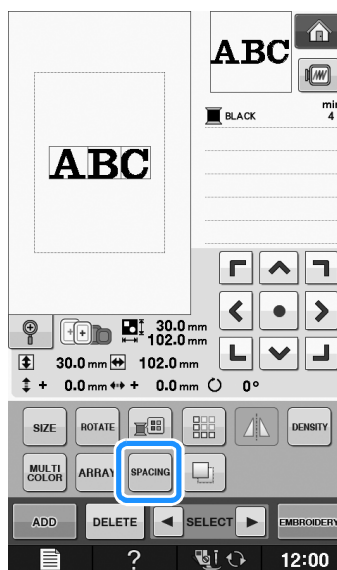 ABC
BLACK
min
4
ABC
30.0 mm
102.0 mm
30.0 mm 102.0 mm
+ 0.0 mm + 0.0 mm 0°
SIZE ROTATE DENSITY
MULTI COLOR ARRAY SPACING
ADD DELETE SELECT EMBROIDERY
? 12:00